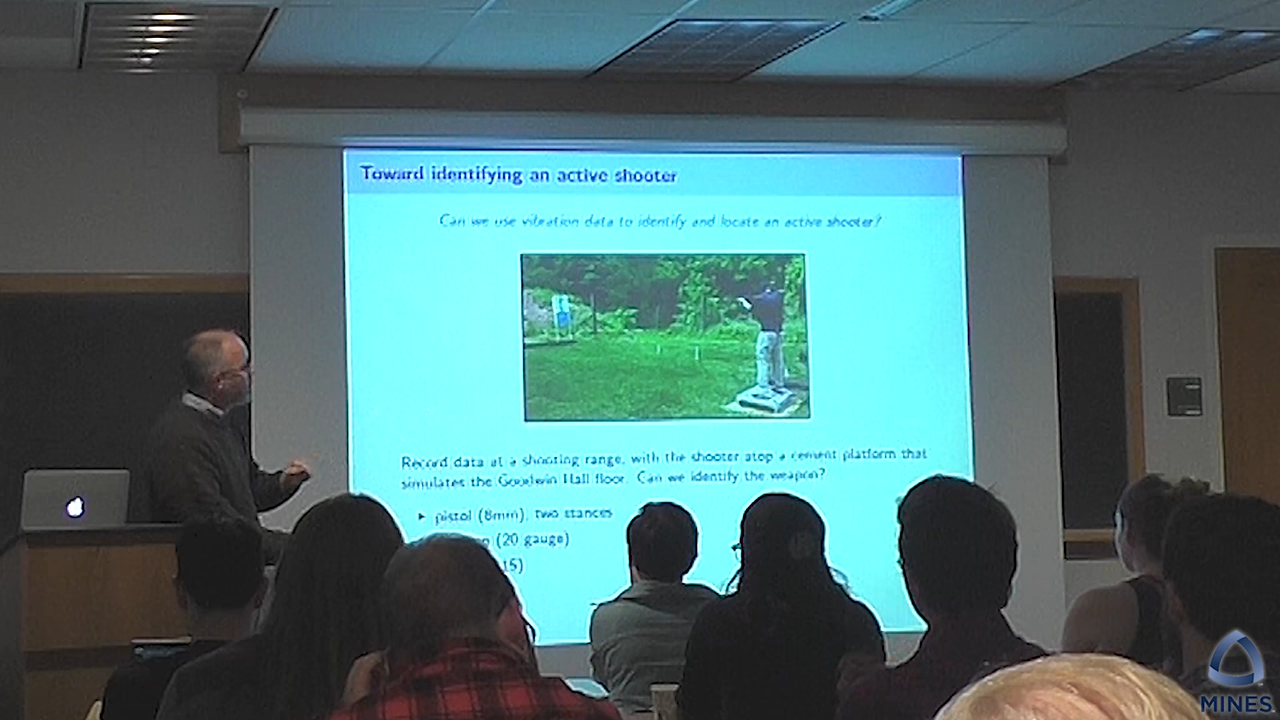 Toward identifying an active shooter
Can we use vibration data to identify and locate an active shooter?
Record data at a shooting range, with the shooter atop a cement platform that
simulates the Goodwin Hall floor. Can we identify the weapon?
▸ pistol (8mm), two stances
(20 gauge)
15)
MINES